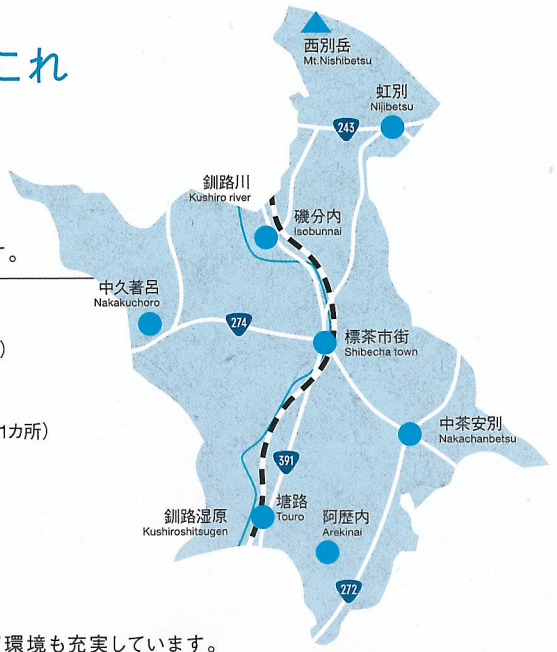 これ
西別岳
Mt.Nishibetsu
虹別
Nijibetsu
243
釧路川
Kushiro river
磯分内
Isobunnai
す。
中久著呂
Nakakuchoro
274
標茶市街
Shibecha town
)
1カ所)
中茶安別
Nakachanbetsu
391
釧路湿原
Kushiroshitsugen
塘路
Touro
阿歴内
Arekinai
272
環境も充実しています。